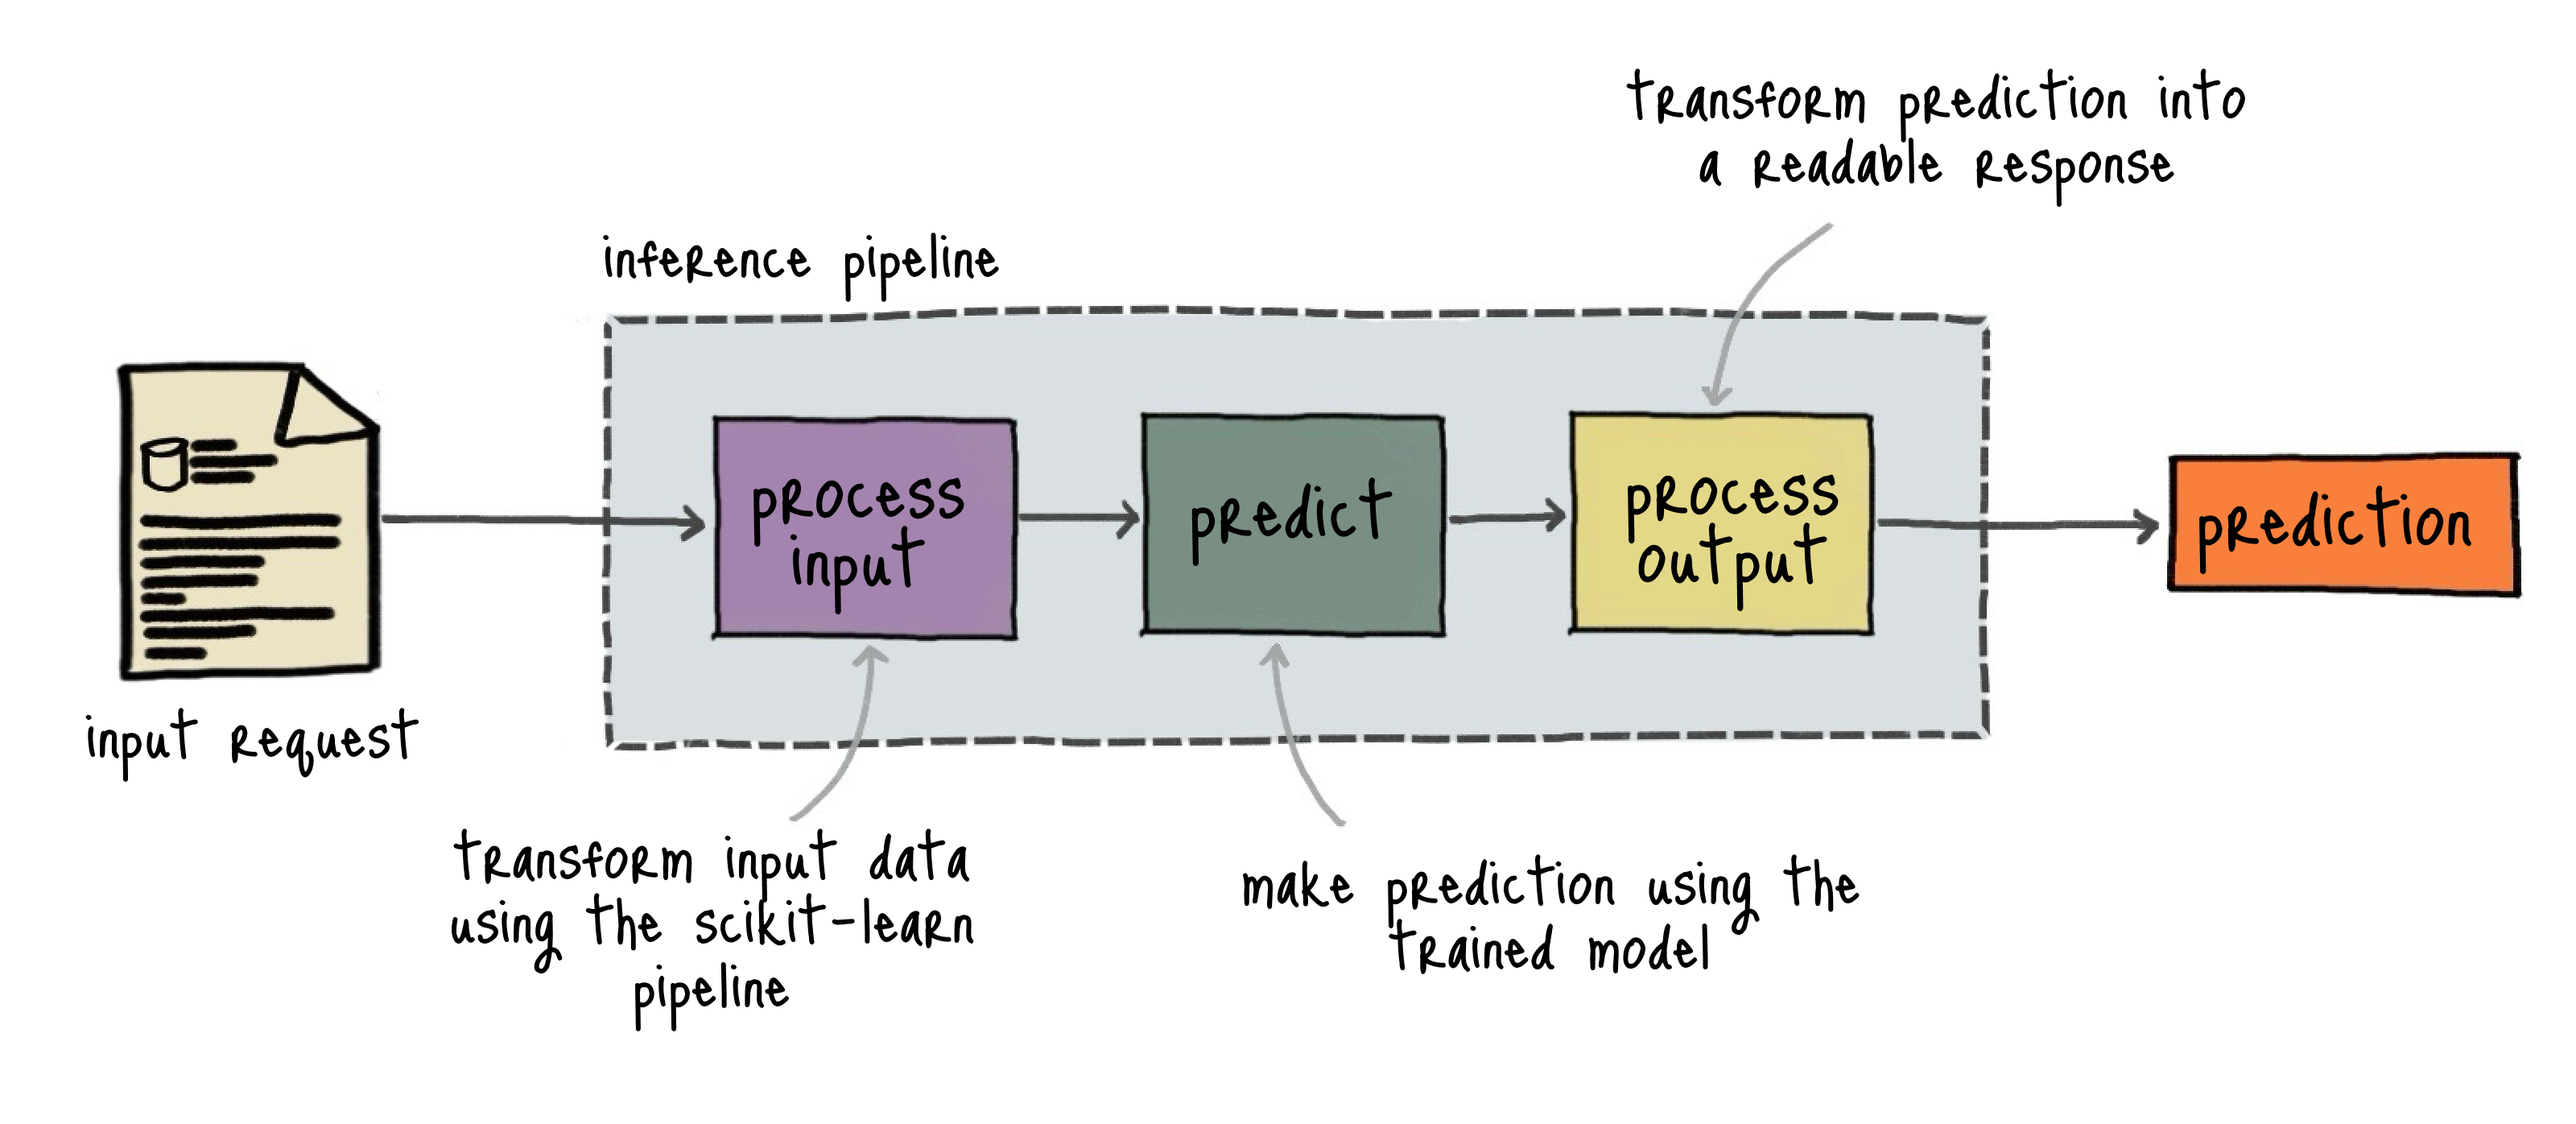 transform prediction into
a readable response
inference pipeline
process
input
predict
process
output
prediction
input request
transform input data
using the scikit-learn
pipeline
make prediction using the
trained model